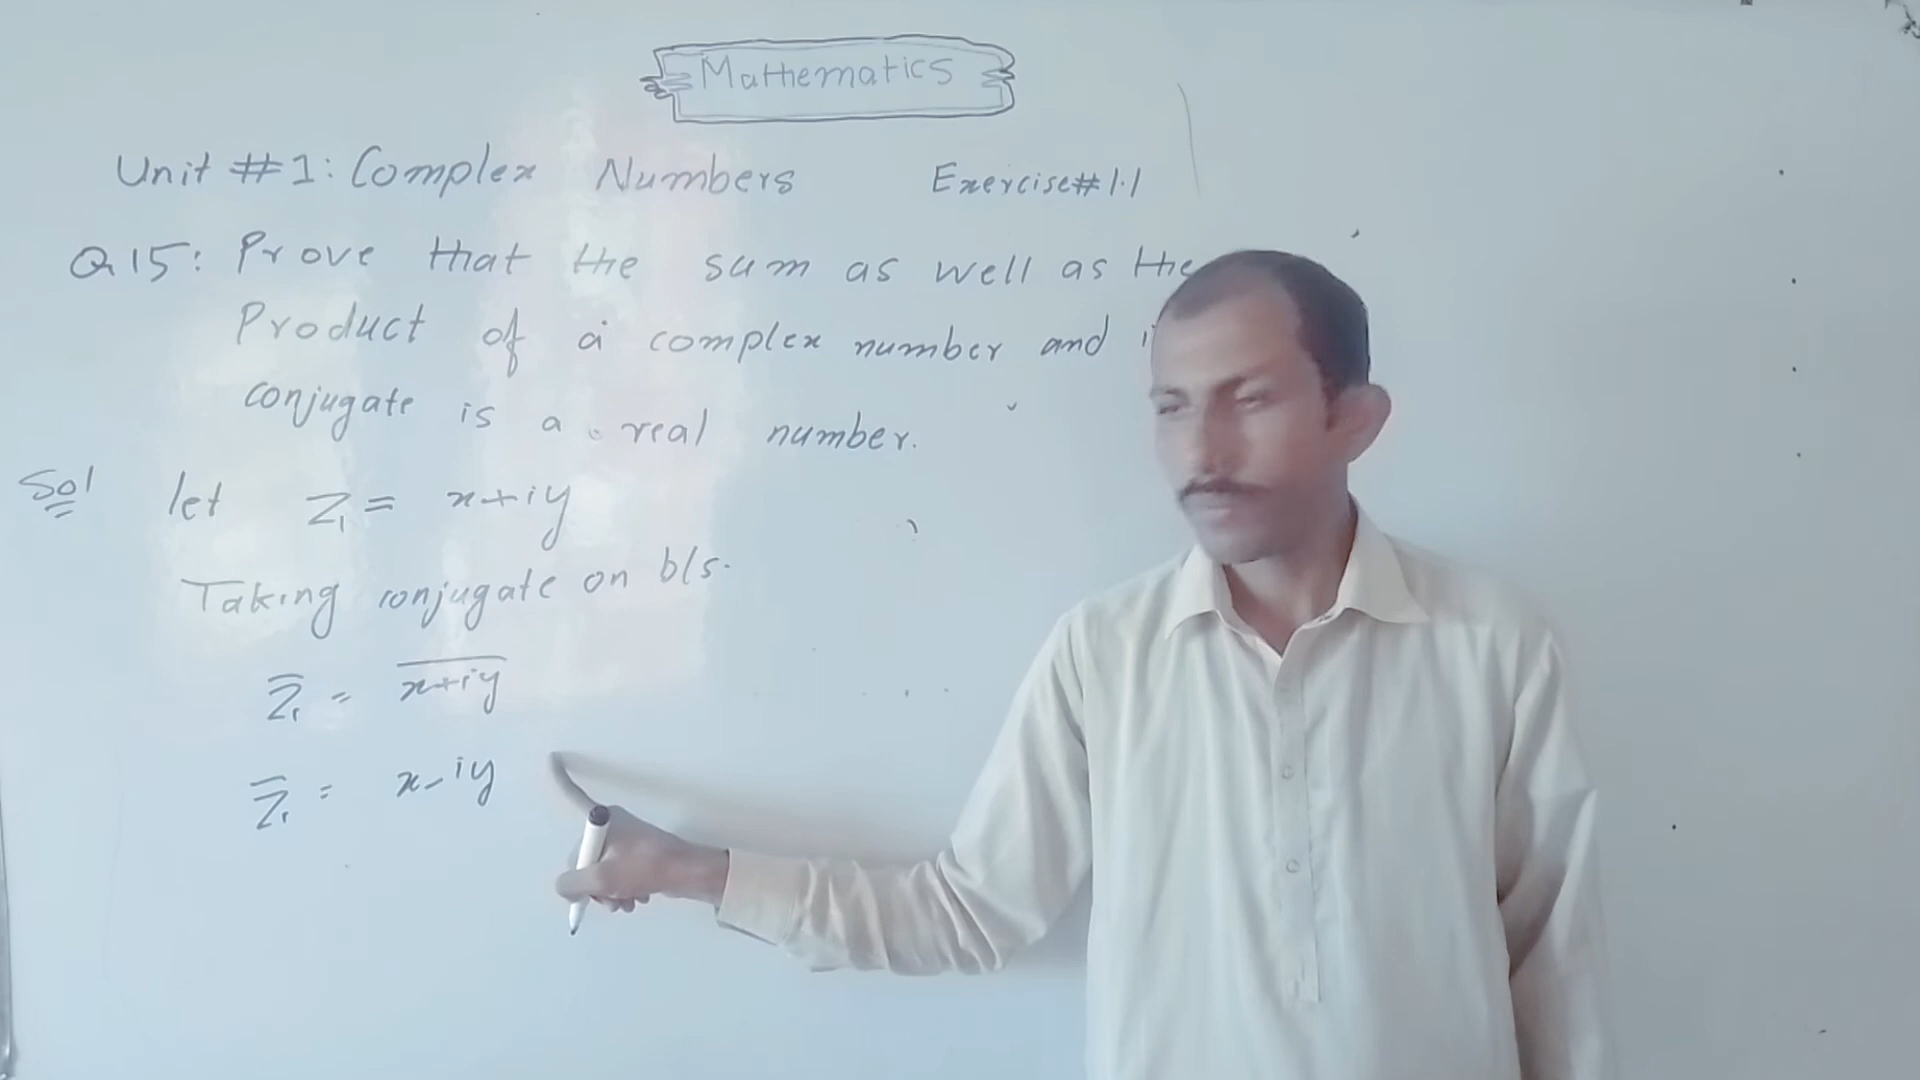 Mathematics
Unit #1: Complex Numbers Exercise#1.1
Q15: Prove that the sum as well as the
Product of a complex number and
conjugate is a real number.
Sol let Z₁ = x+iy
Taking conjugate on b/s.
Z̅₁ = x̅+̅i̅y̅
Z̅₁ = x-iy